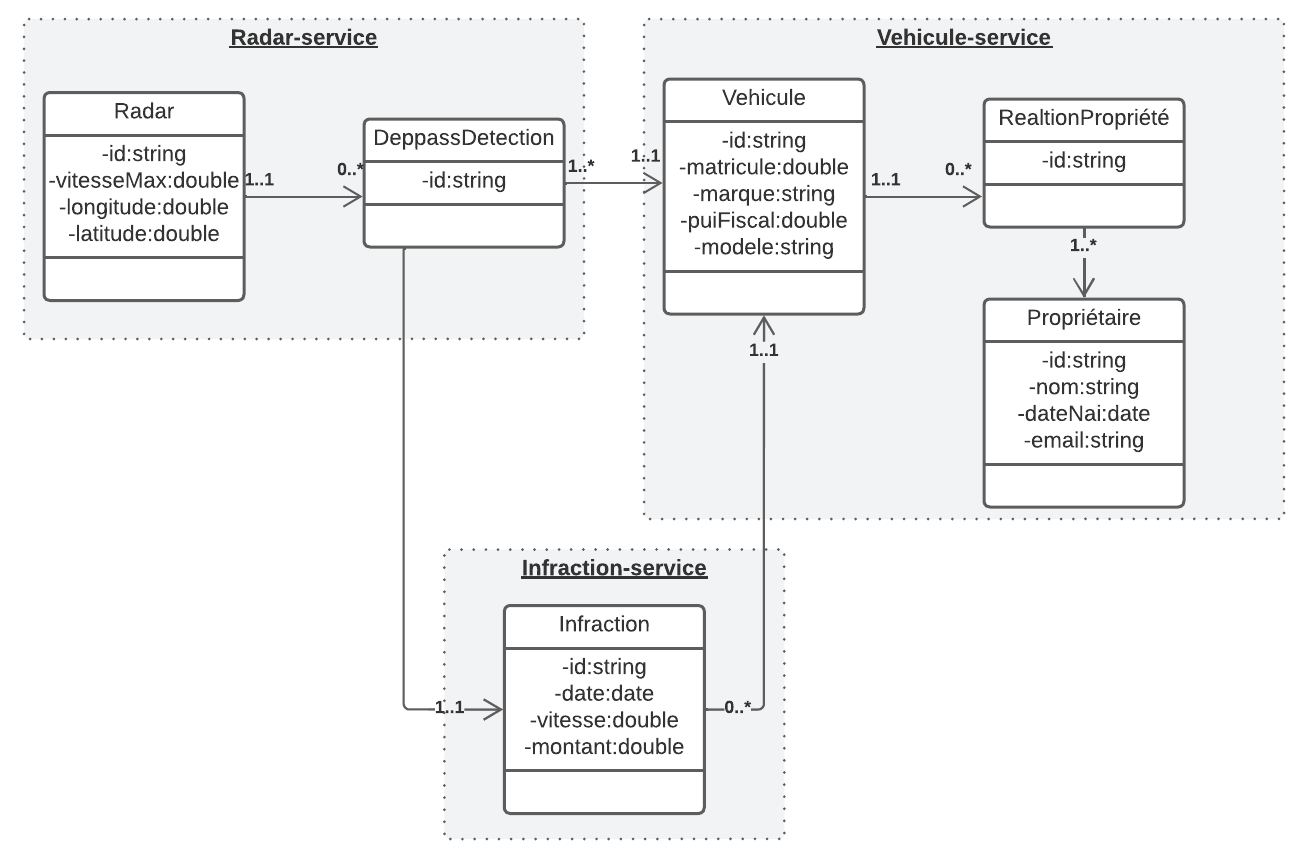 Radar-service
Radar
-id:string
-vitesseMax:double
-longitude:double
-latitude:double
1..1
0..*
DeppassDetection
-id:string
1..*
1..1
Vehicule-service
Vehicule
-id:string
-matricule:double
-marque:string
-puiFiscal:double
-modele:string
1..1
0..*
RealtionPropriété
-id:string
1..*
Propriétaire
-id:string
-nom:string
-dateNai:date
-email:string
1..1
Infraction-service
Infraction
-id:string
-date:date
-vitesse:double
-montant:double
1..1
0..*